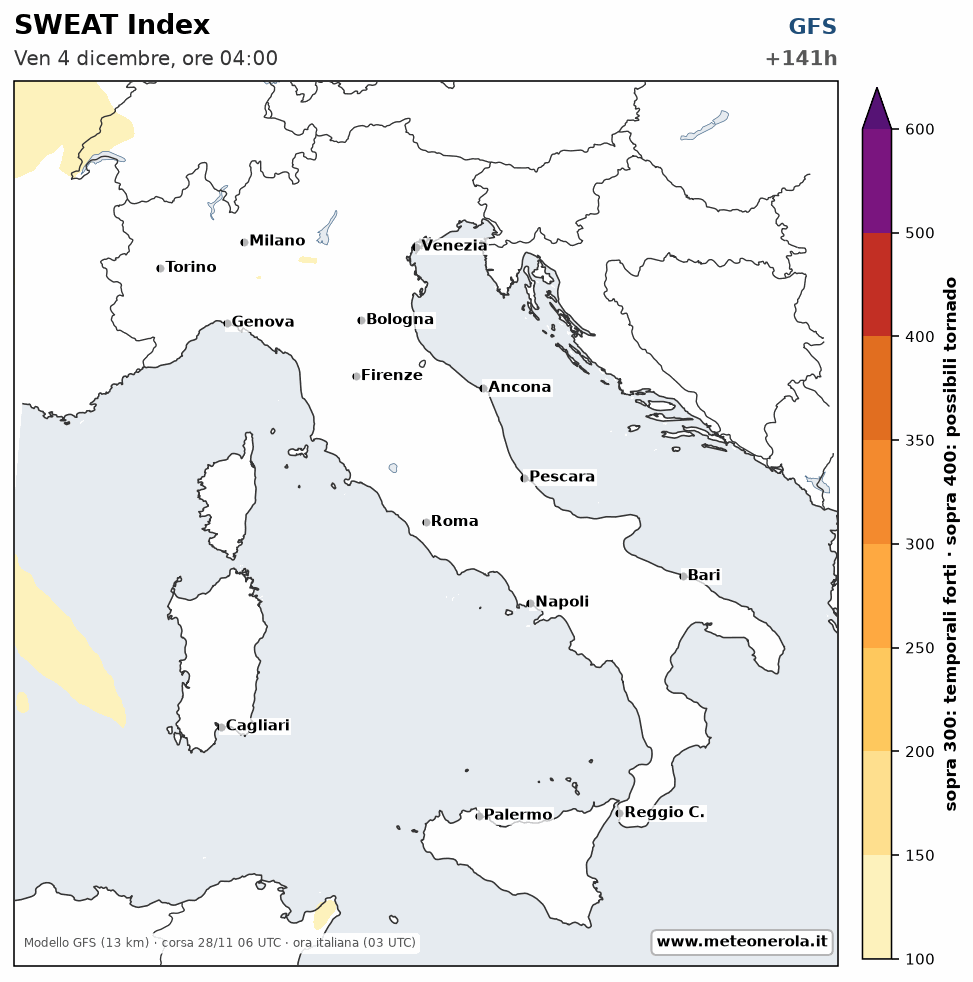 SWEAT Index
GFS
Ven 4 dicembre, ore 04:00
+141h
Milano
Venezia
Torino
Genova
Bologna
Firenze
Ancona
Pescara
Roma
Bari
Napoli
Cagliari
Palermo
Reggio C.
600
500
400
350
300
250
200
150
100
sopra 300: temporali forti · sopra 400: possibili tornado
Modello GFS (13 km) · corsa 28/11 06 UTC · ora italiana (03 UTC)
www.meteonerola.it